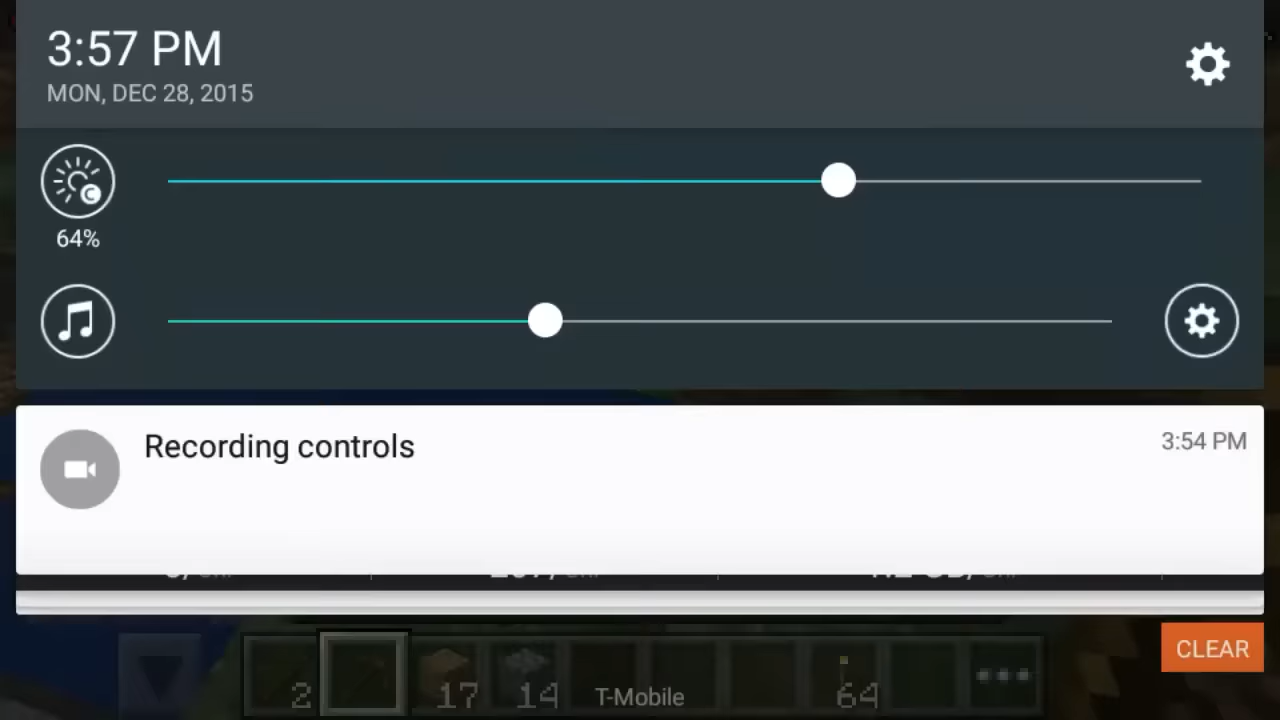 3:57 PM
MON, DEC 28, 2015
64%
Recording controls
3:54 PM
CLEAR
2
17
14
T-Mobile
64